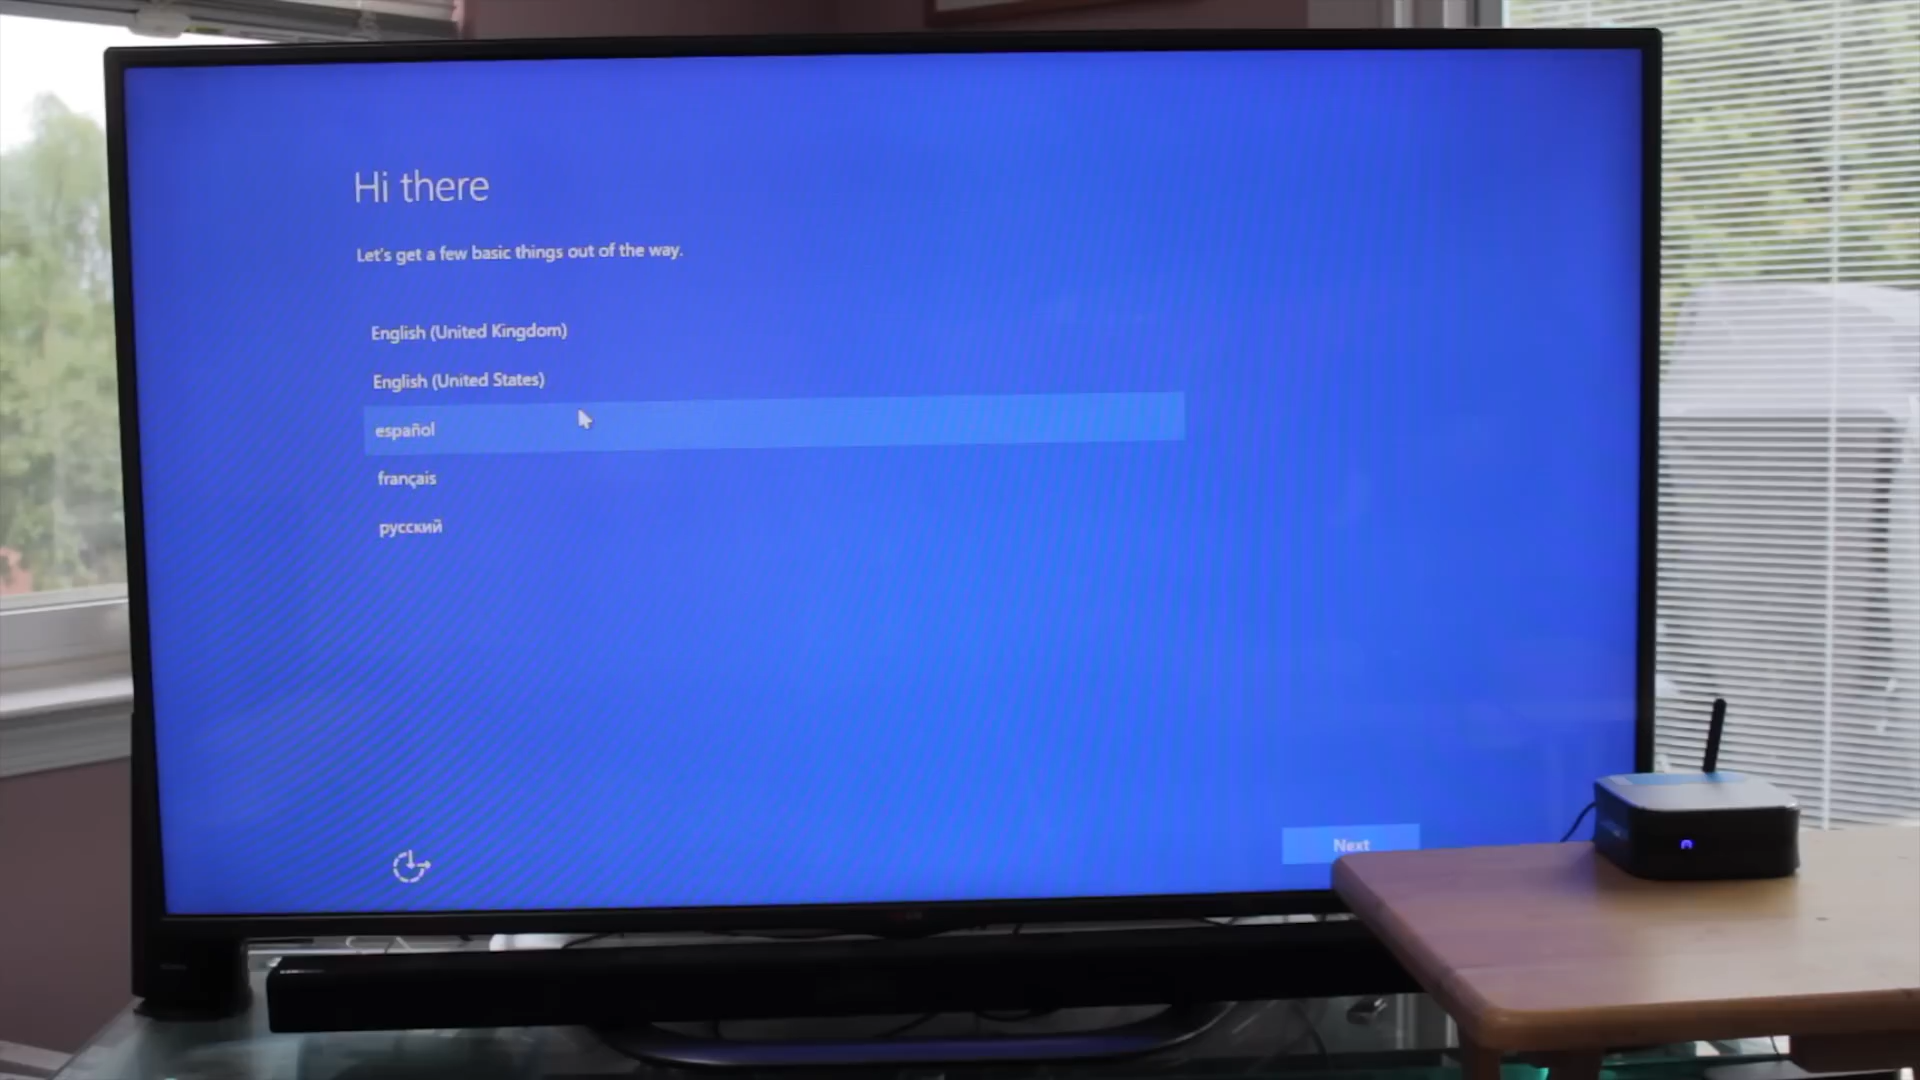 Hi there
Let's get a few basic things out of the way.
English (United Kingdom)
English (United States)
español
français
русский
Next